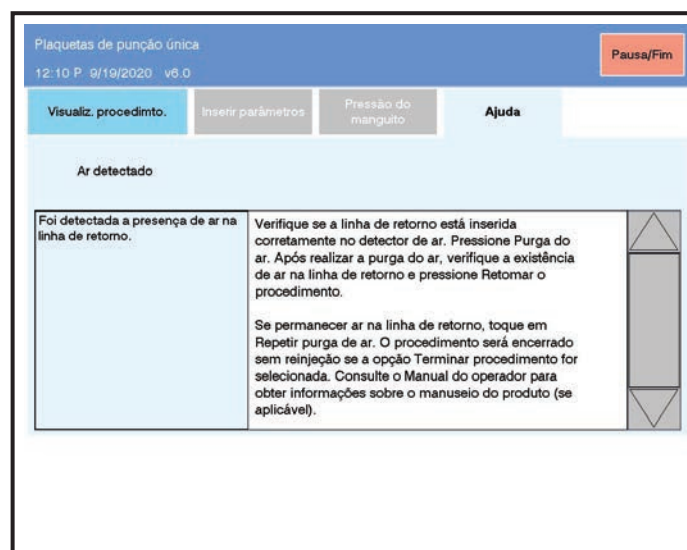 Plaquetas de punção única
12:10 P 9/19/2020 v6.0
Pausa/Fim
Visualiz. procedimto.
Inserir parâmetros
Pressão do
manguito
Ajuda
Ar detectado
Foi detectada a presença de ar na
linha de retorno.
Verifique se a linha de retorno está inserida
corretamente no detector de ar. Pressione Purga do
ar. Após realizar a purga do ar, verifique a existência
de ar na linha de retorno e pressione Retomar o
procedimento.
Se permanecer ar na linha de retorno, toque em
Repetir purga de ar. O procedimento será encerrado
sem reinjeção se a opção Terminar procedimento for
selecionada. Consulte o Manual do operador para
obter informações sobre o manuseio do produto (se
aplicável).